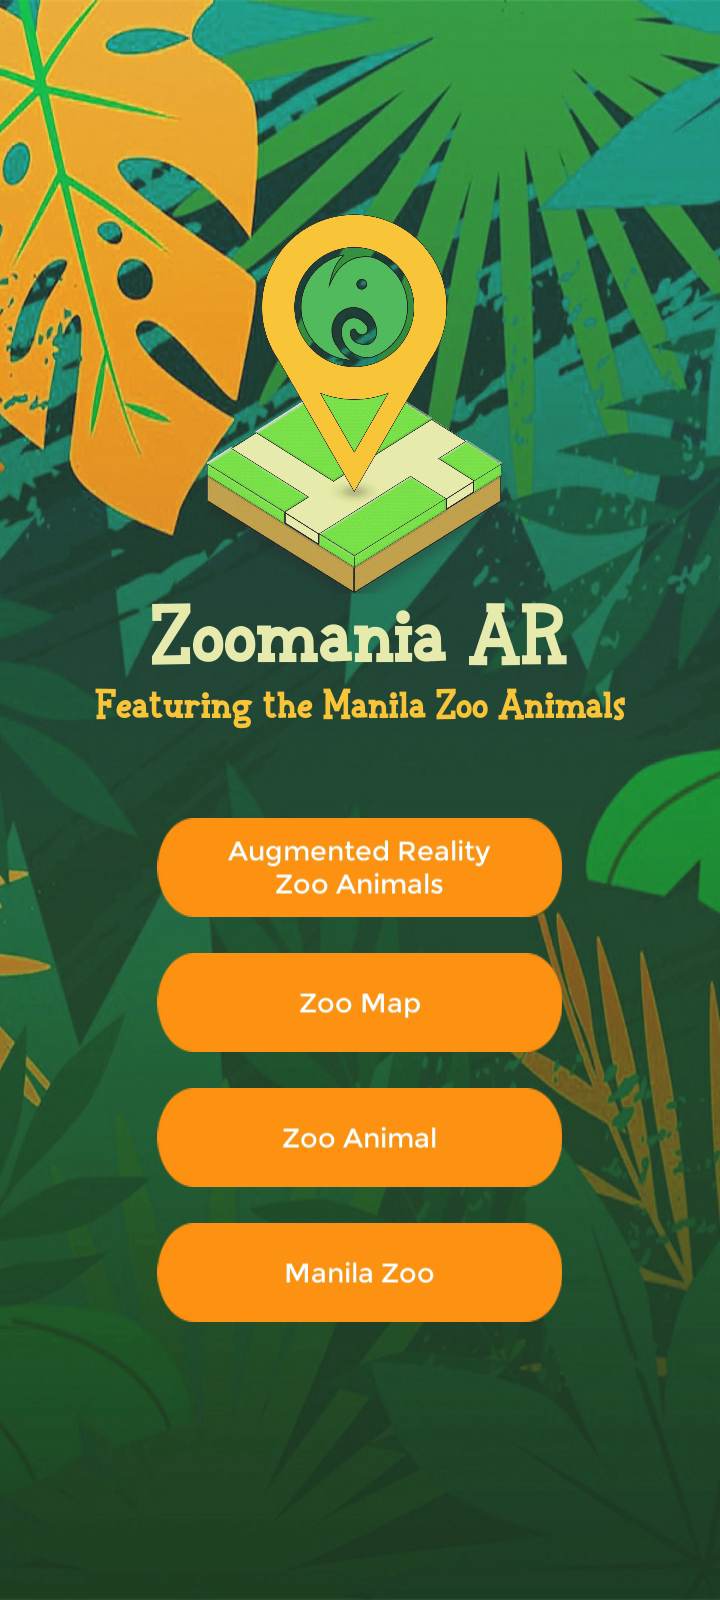 Zoomania AR
Featuring the Manila Zoo Animals
Augmented Reality
Zoo Animals
Zoo Map
Zoo Animal
Manila Zoo